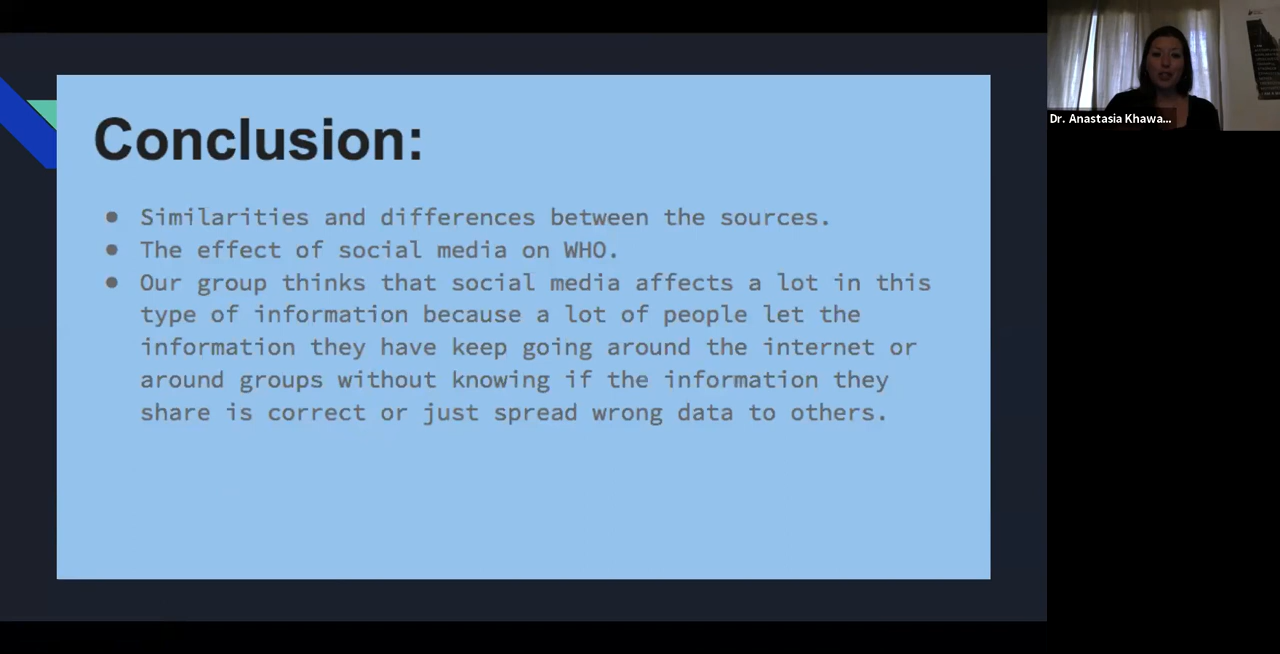 Conclusion:
● Similarities and differences between the sources.
● The effect of social media on WHO.
● Our group thinks that social media affects a lot in this
type of information because a lot of people let the
information they have keep going around the internet or
around groups without knowing if the information they
share is correct or just spread wrong data to others.
Dr. Anastasia Khawa...